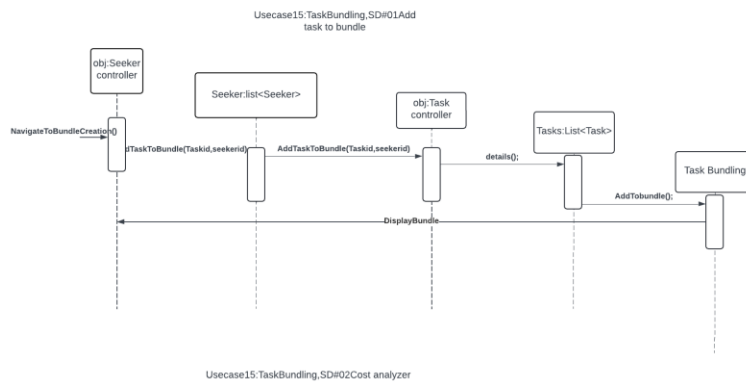 Usecase15:TaskBundling,SD#01Add
task to bundle
obj:Seeker
controller
Seeker:list<Seeker>
obj:Task
controller
Tasks:List<Task>
Task Bundling
NavigateToBundleCreation()
dTaskToBundle(Taskid,seekerid)
AddTaskToBundle(Taskid,seekerid)
details();
AddTobundle();
DisplayBundle
Usecase15:TaskBundling,SD#02Cost analyzer